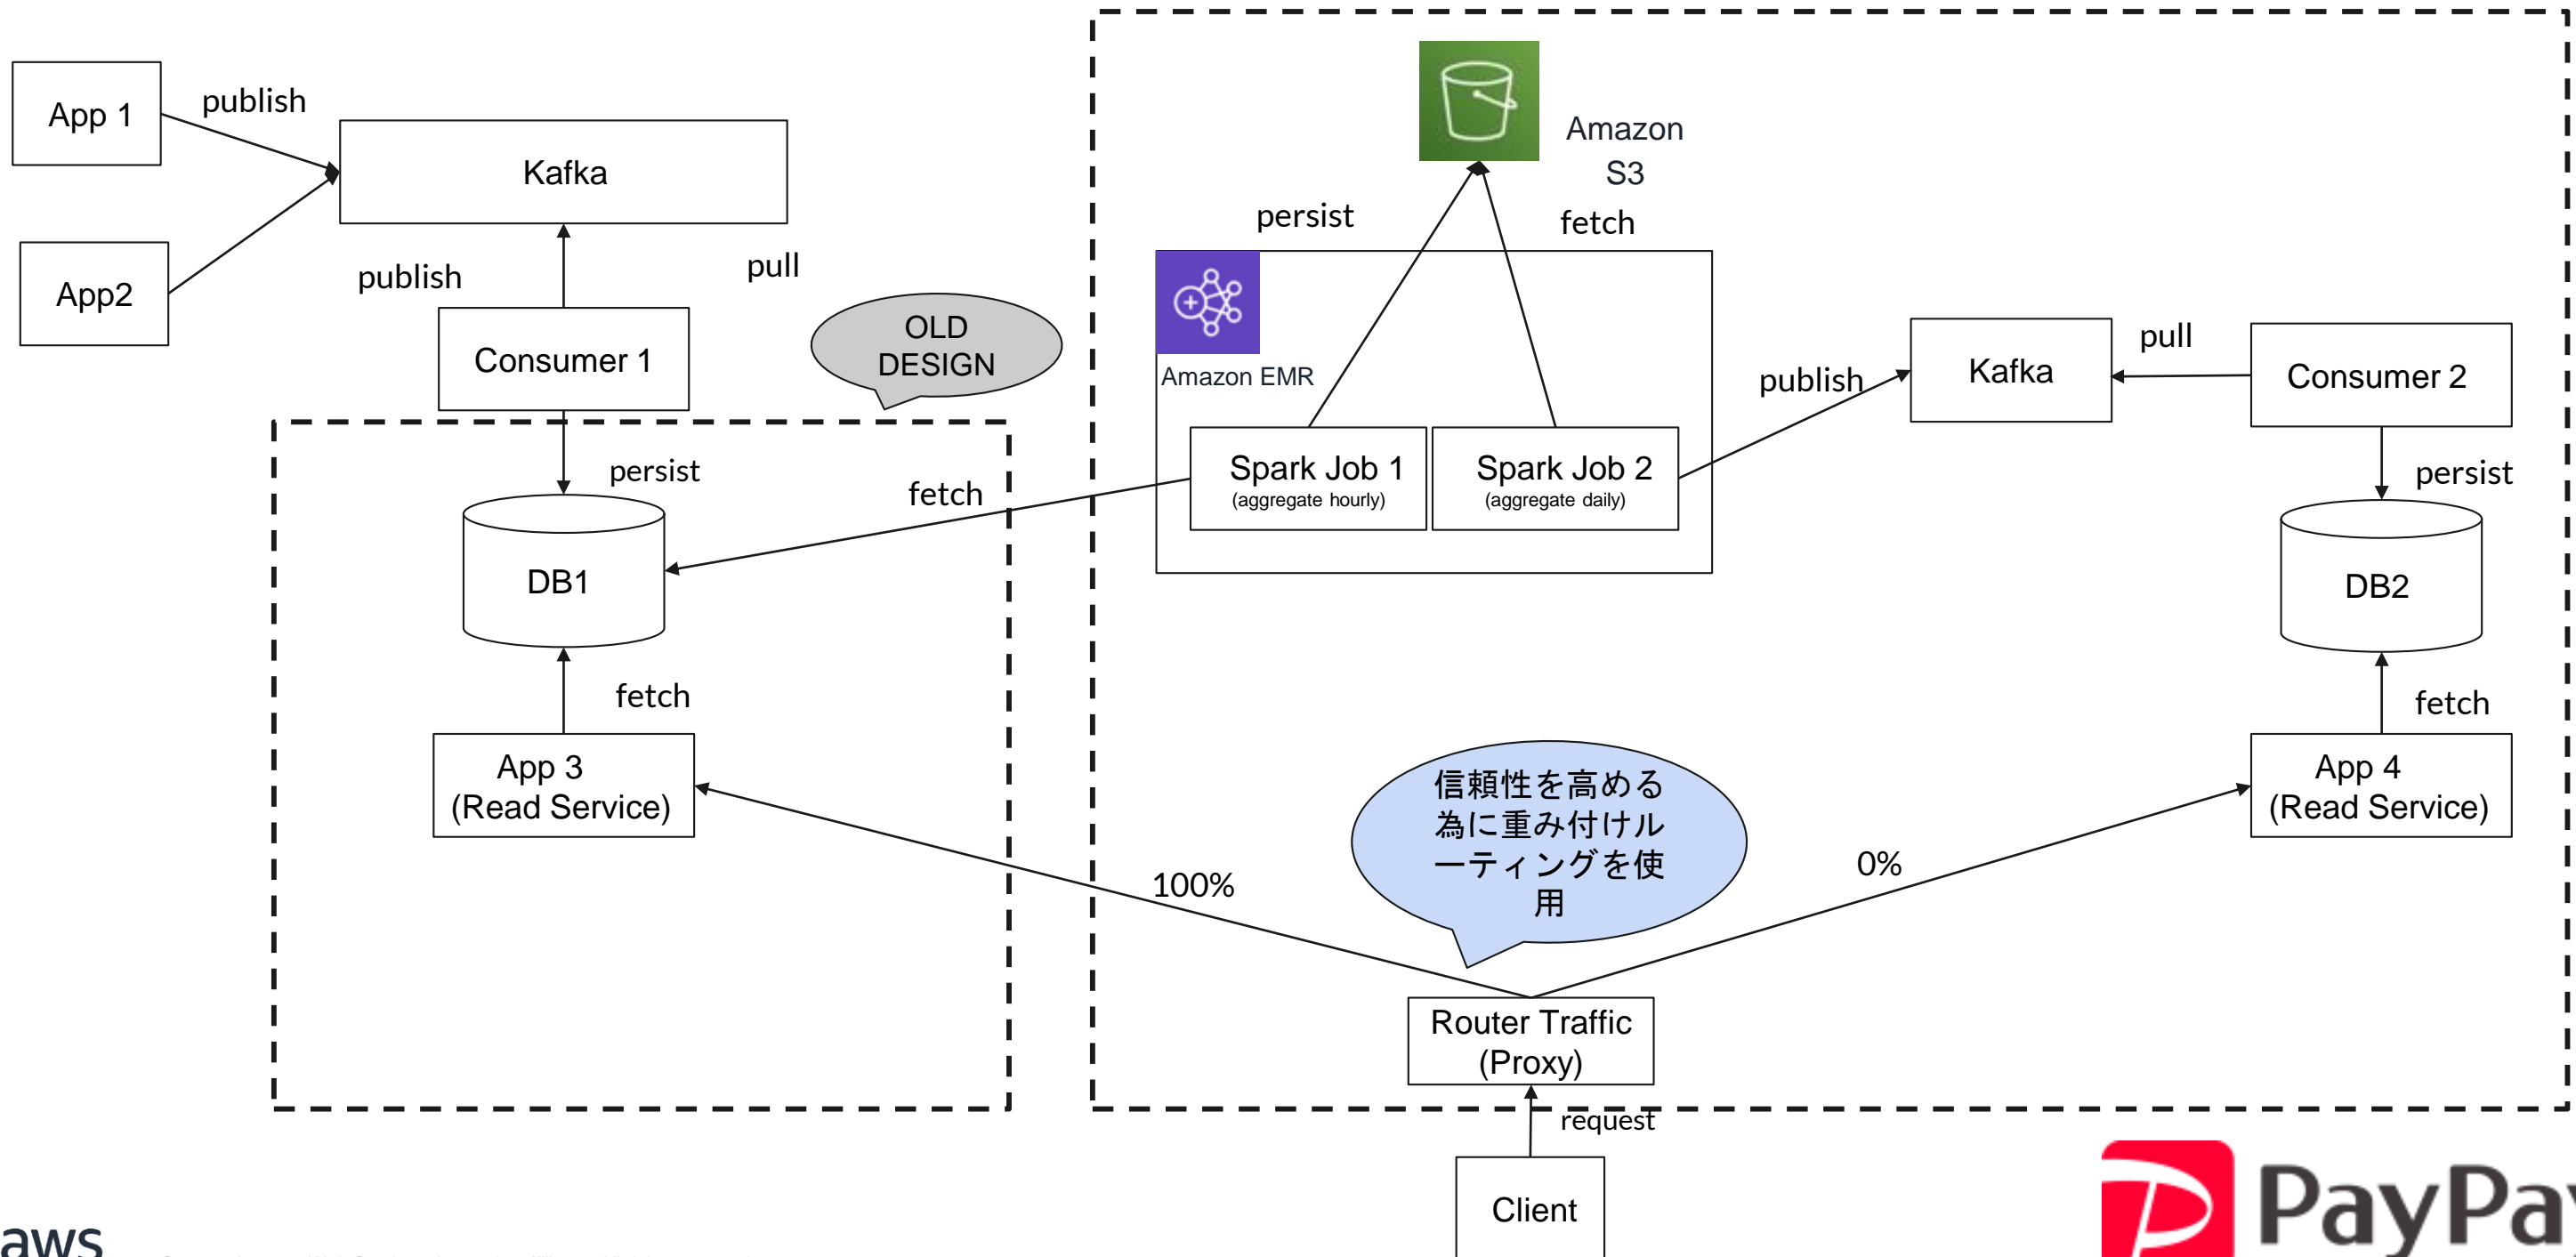 App 1
publish
Kafka
App2
publish
pull
Consumer 1
OLD
DESIGN
persist
DB1
fetch
fetch
App 3
(Read Service)
100%
Amazon
S3
persist
fetch
Amazon EMR
Spark Job 1
(aggregate hourly)
Spark Job 2
(aggregate daily)
publish
Kafka
pull
Consumer 2
persist
DB2
fetch
App 4
(Read Service)
信頼性を高める
為に重み付けル
ーティングを使
用
0%
Router Traffic
(Proxy)
request
Client
aws
PayPay